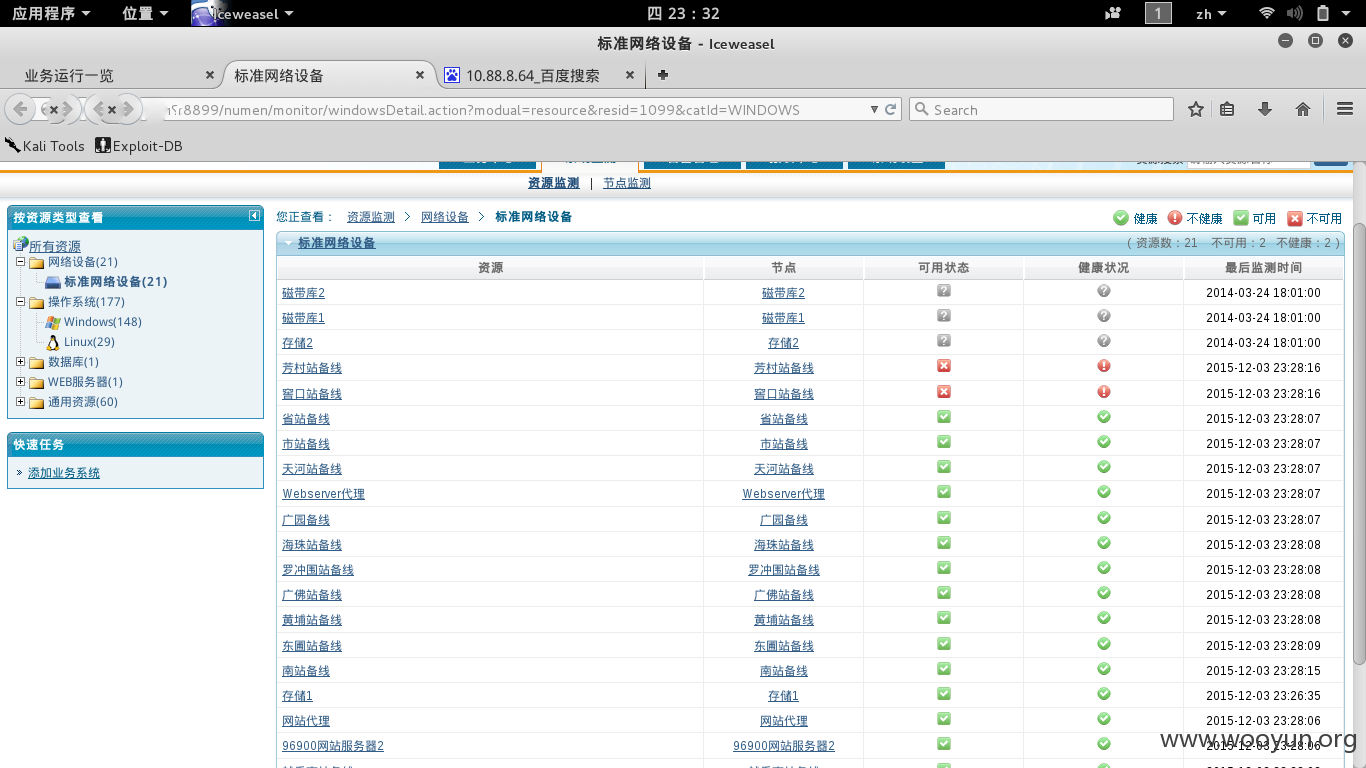 应用程序 位置 Iceweasel 四 23：32 1 zh
标准网络设备 - Iceweasel
业务运行一览 标准网络设备 10.88.8.64_百度搜索
8899/numen/monitor/windowsDetail.action?modual=resource&resid=1099&catId=WINDOWS Search
Kali Tools Exploit-DB
资源监测 | 节点监测
按资源类型查看
您正查看： 资源监测 > 网络设备 > 标准网络设备 健康 不健康 可用 不可用
标准网络设备 ( 资源数：21 不可用：2 不健康：2 )
所有资源
网络设备(21)
标准网络设备(21)
操作系统(177)
Windows(148)
Linux(29)
数据库(1)
WEB服务器(1)
通用资源(60)
快速任务
» 添加业务系统
资源 节点 可用状态 健康状况 最后监测时间
磁带库2 磁带库2 2014-03-24 18:01:00
磁带库1 磁带库1 2014-03-24 18:01:00
存储2 存储2 2014-03-24 18:01:00
芳村站备线 芳村站备线 2015-12-03 23:28:16
窖口站备线 窖口站备线 2015-12-03 23:28:16
省站备线 省站备线 2015-12-03 23:28:07
市站备线 市站备线 2015-12-03 23:28:07
天河站备线 天河站备线 2015-12-03 23:28:07
Webserver代理 Webserver代理 2015-12-03 23:28:07
广园备线 广园备线 2015-12-03 23:28:07
海珠站备线 海珠站备线 2015-12-03 23:28:08
罗冲围站备线 罗冲围站备线 2015-12-03 23:28:08
广佛站备线 广佛站备线 2015-12-03 23:28:08
黄埔站备线 黄埔站备线 2015-12-03 23:28:08
东圃站备线 东圃站备线 2015-12-03 23:28:09
南站备线 南站备线 2015-12-03 23:28:15
存储1 存储1 2015-12-03 23:26:35
网站代理 网站代理 2015-12-03 23:28:06
96900网站服务器2 96900网站服务器2 2015-12-03 23:28:06
www.wooyun.org